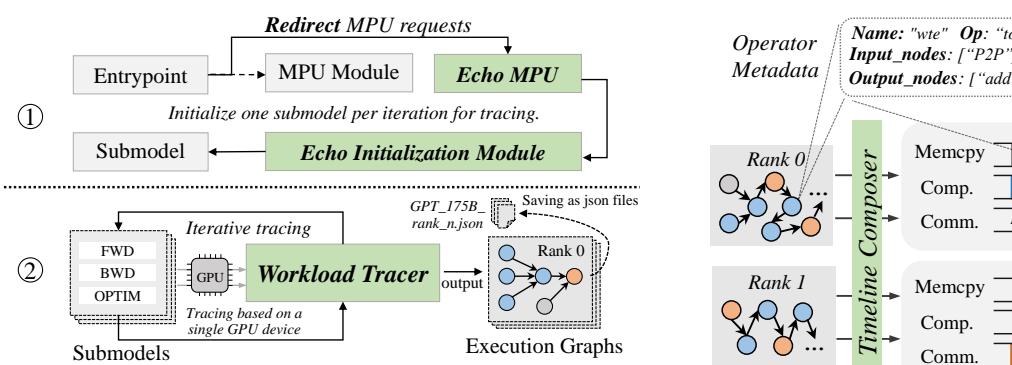 Redirect MPU requests
Entrypoint
MPU Module
Echo MPU
①
Initialize one submodel per iteration for tracing.
Submodel
Echo Initialization Module
②
Iterative tracing
FWD
BWD
OPTIM
GPU
Workload Tracer
output
Tracing based on a
single GPU device
Submodels
GPT_175B_
rank_n.json
Saving as json files
Rank 0
Execution Graphs
Operator
Metadata
Name: "wte" Op: "to
Input_nodes: ["P2P"
Output_nodes: ["add
Rank 0
...
Rank 1
...
Timeline Composer
Memcpy
Comp.
Comm.
Memcpy
Comp.
Comm.